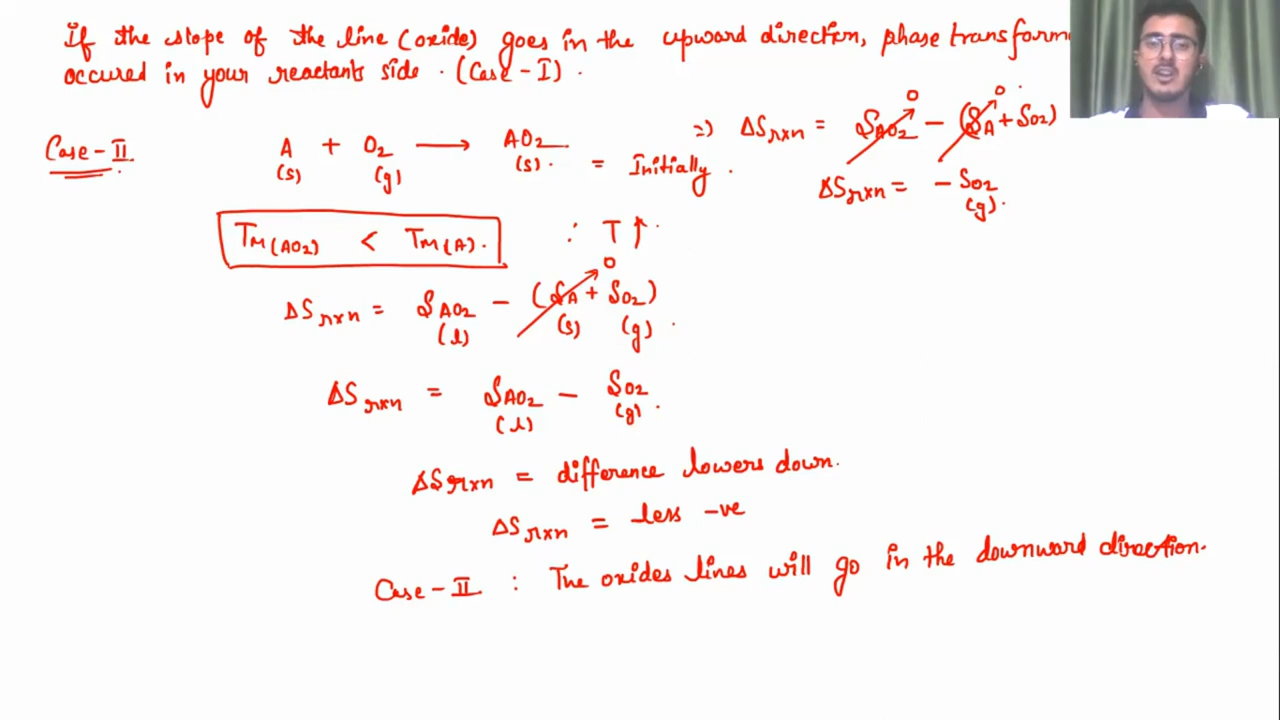 If the slope of the line (oxide) goes in the upward direction, phase transform
occured in your reactants side . (Case - I) .
Case - II
A + O2 ⟶ AO2 = Initially .
(s) (g) (s) .
⇒) ΔSrxn = SAO2 0 − (SA 0 + SO2)
ΔSrxn = − SO2
(g) .
TM(AO2) < TM(A) . ∴ T ↑ .
ΔSrxn = SAO2 − (SA 0 + SO2)
(l) (s) (g) .
ΔSrxn = SAO2 − SO2
(l) (g) .
ΔSrxn = difference lowers down .
ΔSrxn = less -ve
Case - II : The oxides lines will go in the downward direction .